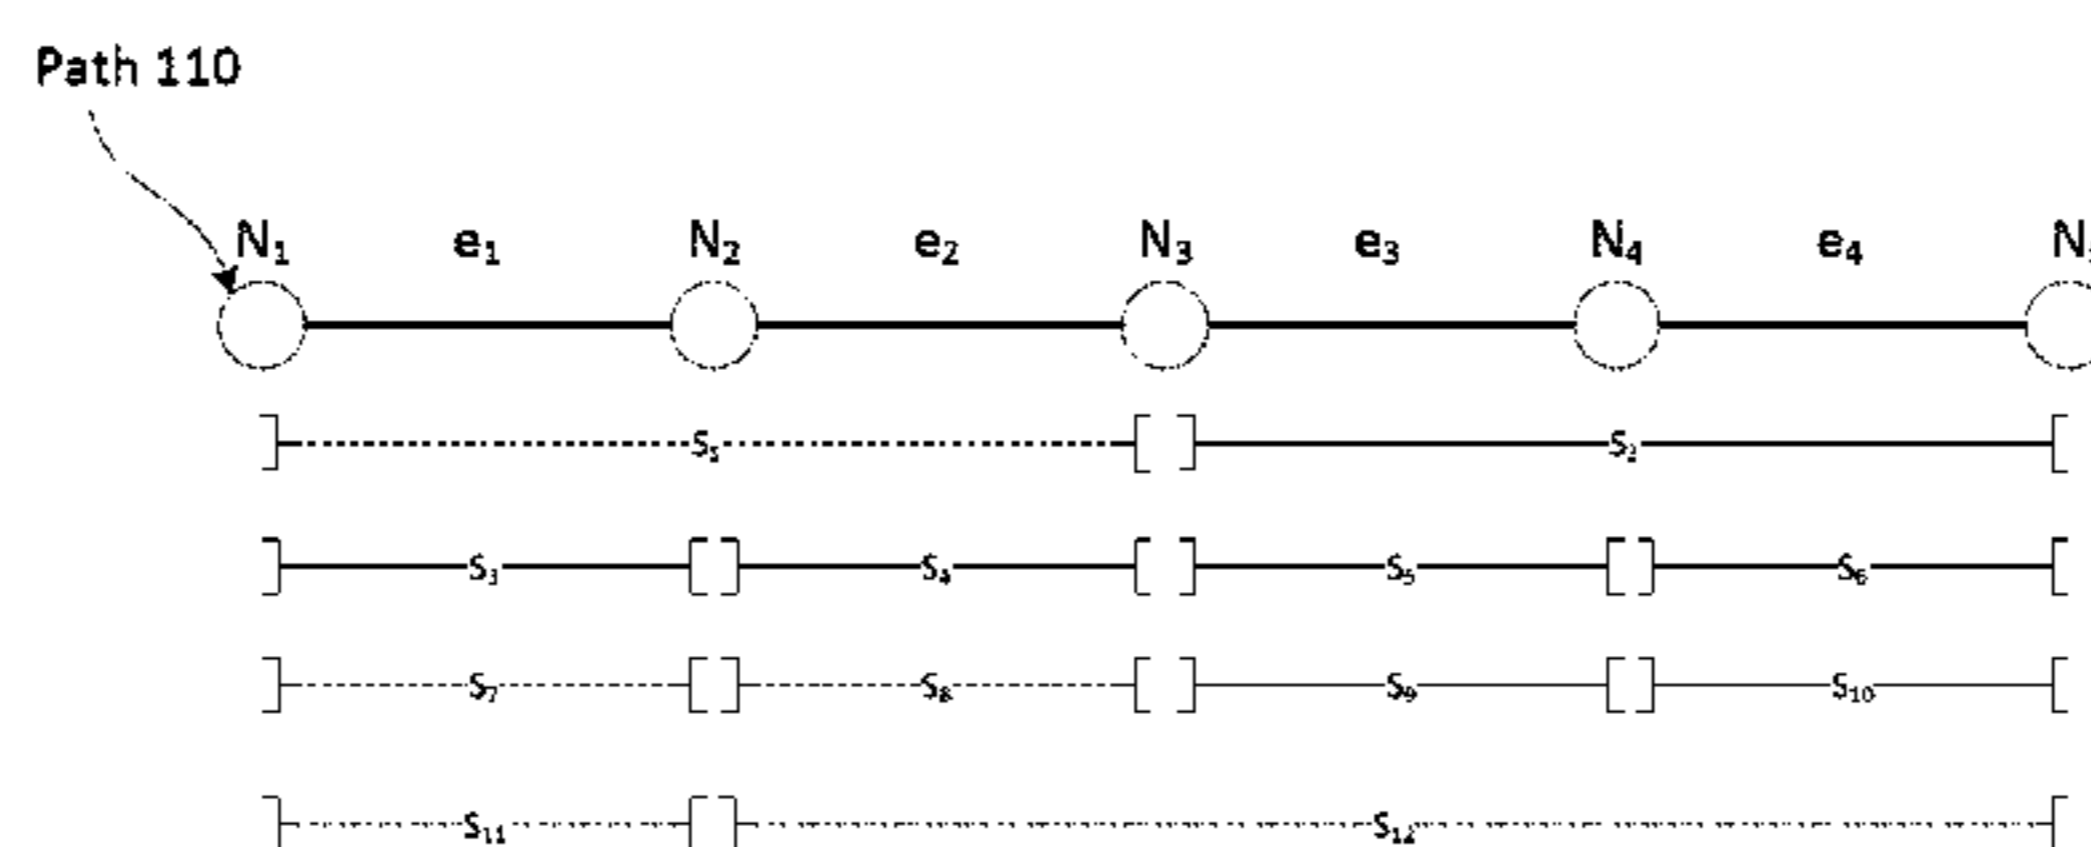 Path 110
N₁ e₁ N₂ e₂ N₃ e₃ N₄ e₄ N
S₁ S₂
S₃ S₄ S₅ S₆
S₇ S₈ S₉ S₁₀
S₁₁ S₁₂